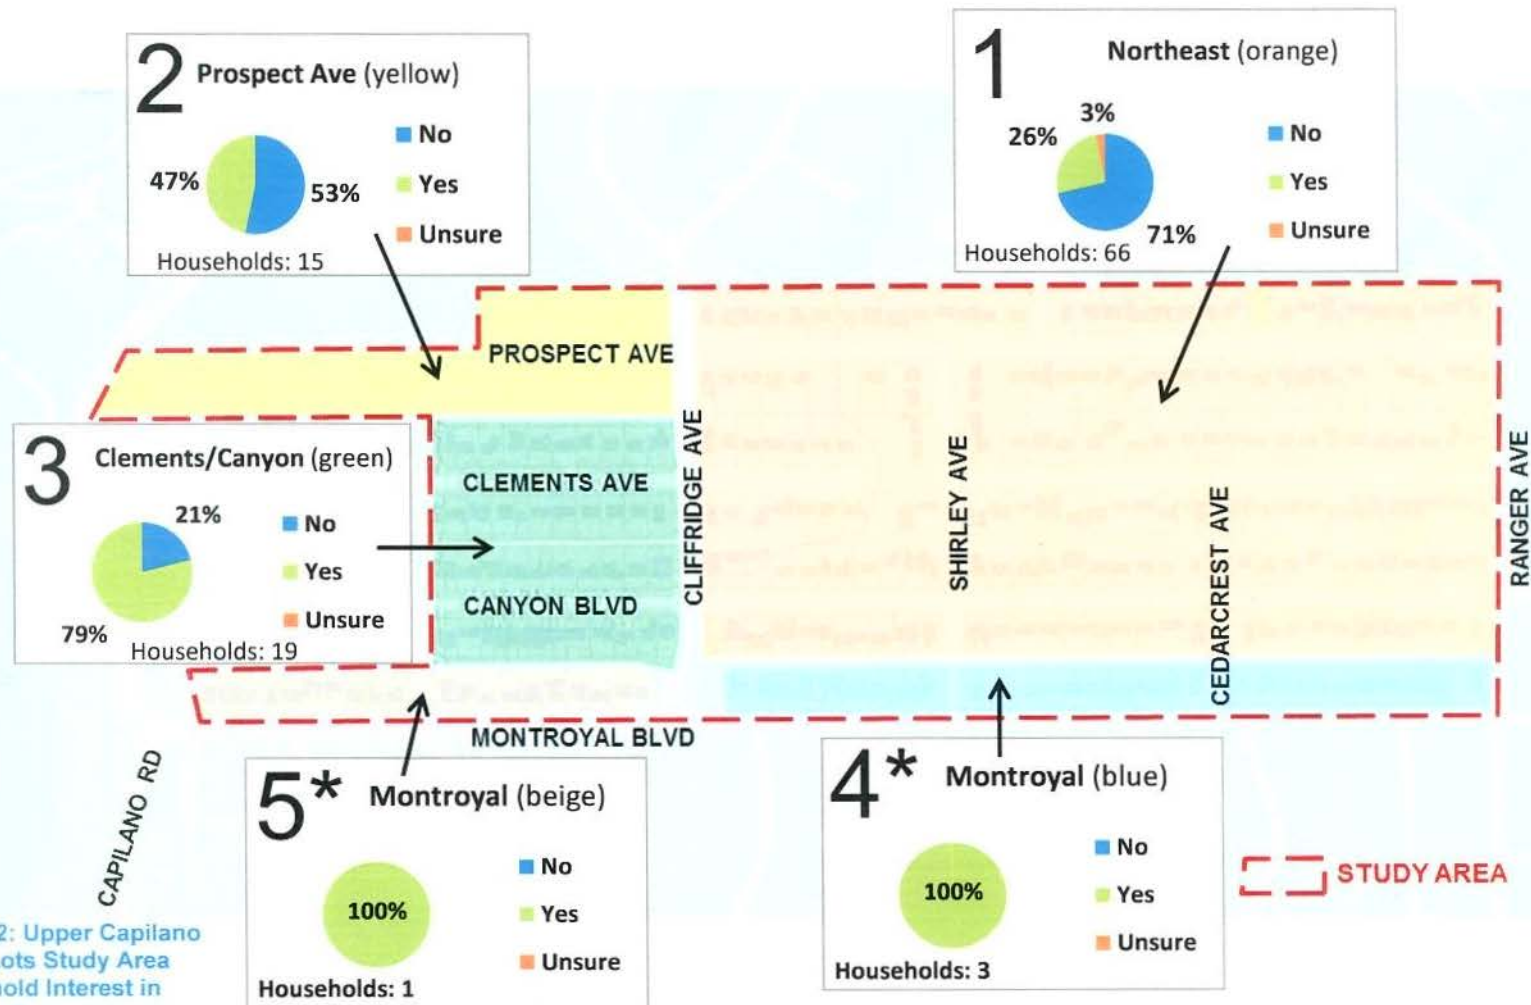 2 Prospect Ave (yellow)
No
Yes
Unsure
47%
53%
Households: 15
1 Northeast (orange)
3%
26%
71%
No
Yes
Unsure
Households: 66
PROSPECT AVE
3 Clements/Canyon (green)
21%
79%
No
Yes
Unsure
Households: 19
CLEMENTS AVE
CANYON BLVD
CLIFFRIDGE AVE
SHIRLEY AVE
CEDARCREST AVE
RANGER AVE
MONTROYAL BLVD
CAPILANO RD
5* Montroyal (beige)
100%
No
Yes
Unsure
Households: 1
4* Montroyal (blue)
100%
No
Yes
Unsure
Households: 3
STUDY AREA
2: Upper Capilano
ots Study Area
old Interest in